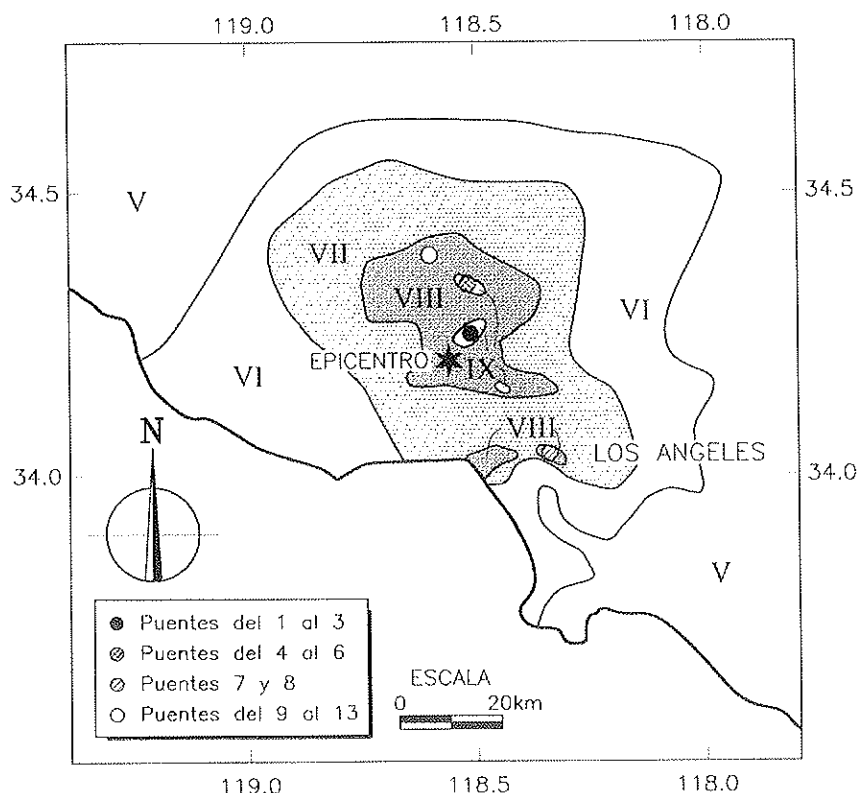 119.0 118.5 118.0
34.5 34.5
V
VII
VIII
VI
EPICENTRO IX
VI
VIII
LOS ANGELES
34.0 34.0
N
V
Puentes del 1 al 3
Puentes del 4 al 6
Puentes 7 y 8
Puentes del 9 al 13
ESCALA
0 20km
119.0 118.5 118.0